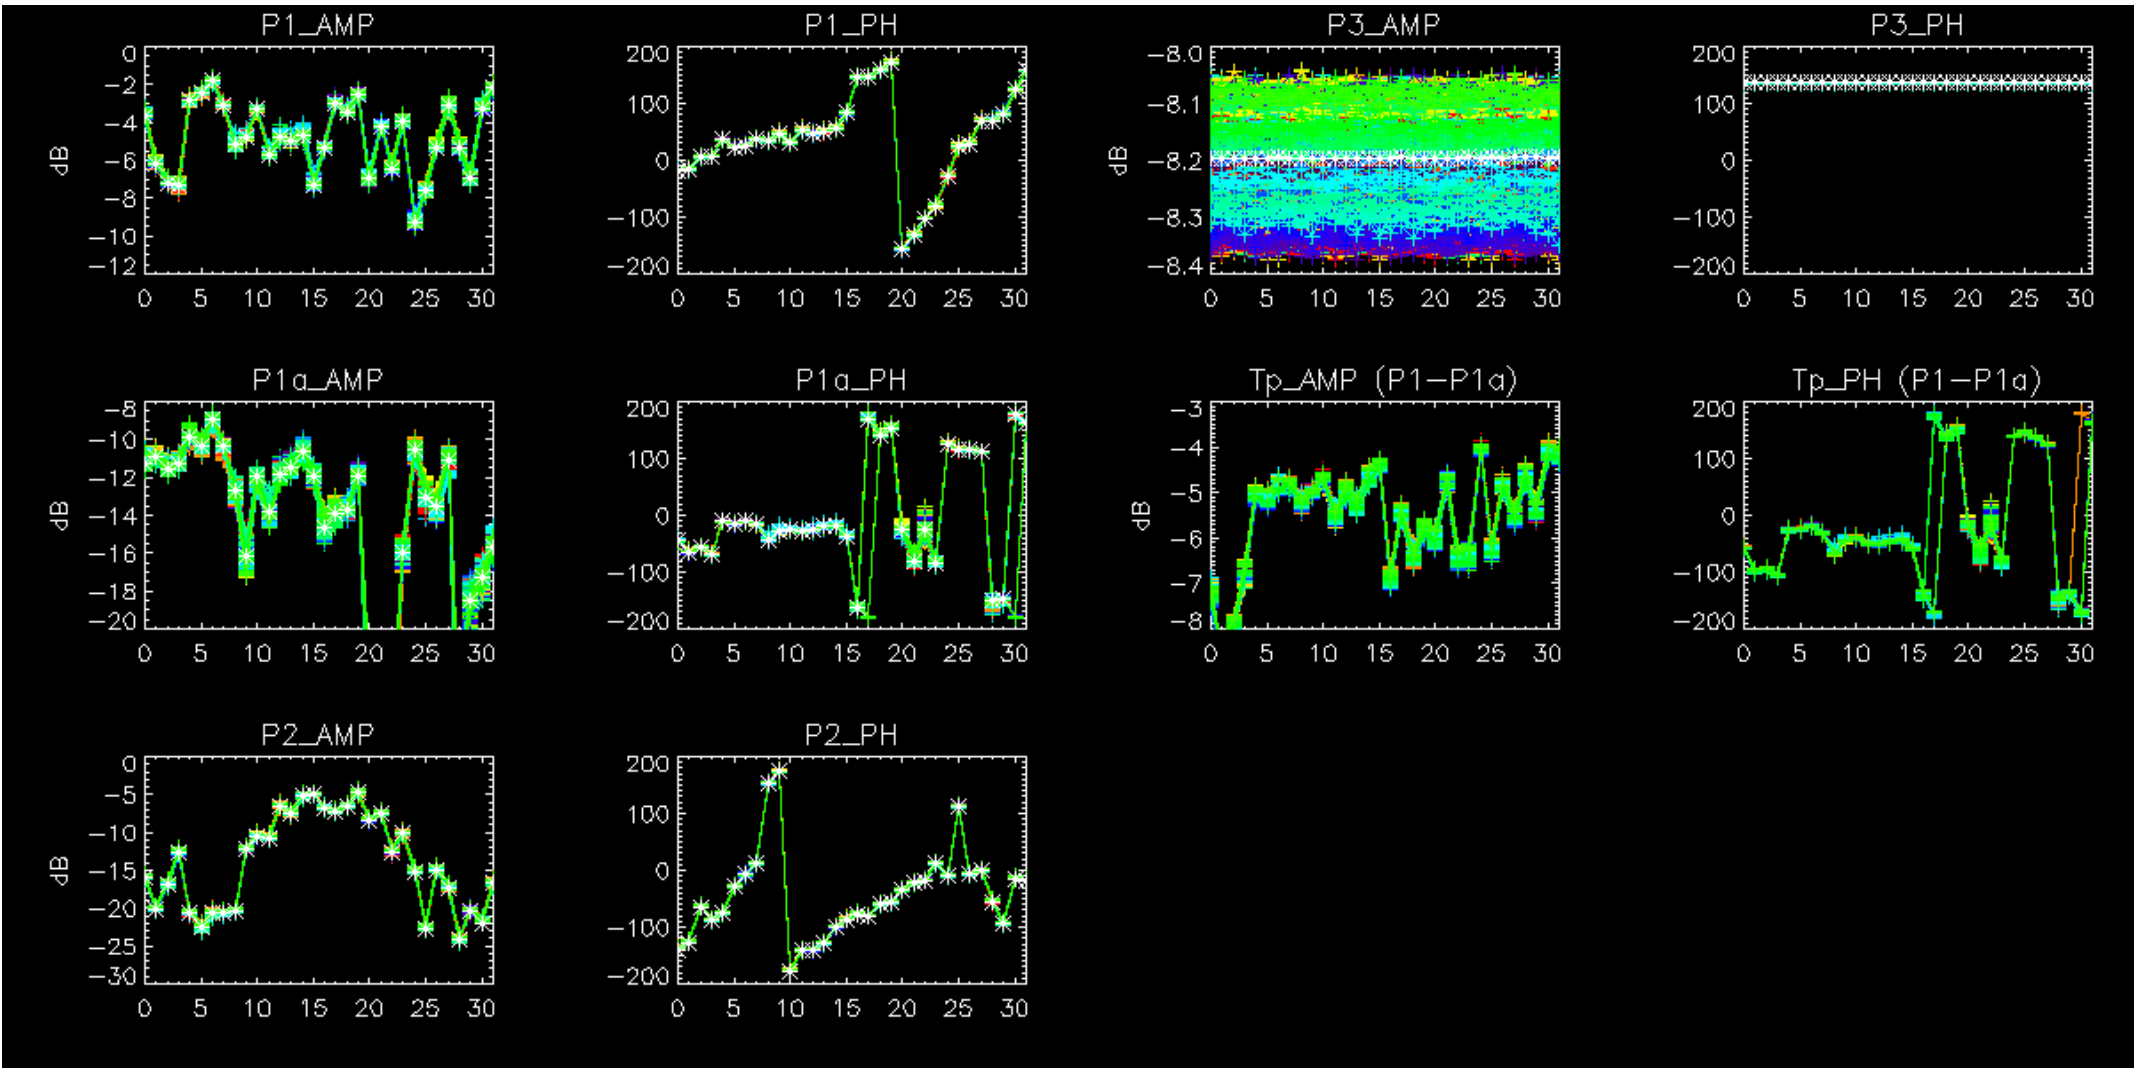 P1_AMP
0
−2
−4
−6
−8
−10
−12
dB
0 5 10 15 20 25 30
P1_PH
200
100
0
−100
−200
0 5 10 15 20 25 30
P3_AMP
−8.0
−8.1
−8.2
−8.3
−8.4
dB
0 5 10 15 20 25 30
P3_PH
200
100
0
−100
−200
0 5 10 15 20 25 30
P1a_AMP
−8
−10
−12
−14
−16
−18
−20
dB
0 5 10 15 20 25 30
P1a_PH
200
100
0
−100
−200
0 5 10 15 20 25 30
Tp_AMP (P1−P1a)
−3
−4
−5
−6
−7
−8
dB
0 5 10 15 20 25 30
Tp_PH (P1−P1a)
200
100
0
−100
−200
0 5 10 15 20 25 30
P2_AMP
0
−5
−10
−15
−20
−25
−30
dB
0 5 10 15 20 25 30
P2_PH
200
100
0
−100
−200
0 5 10 15 20 25 30